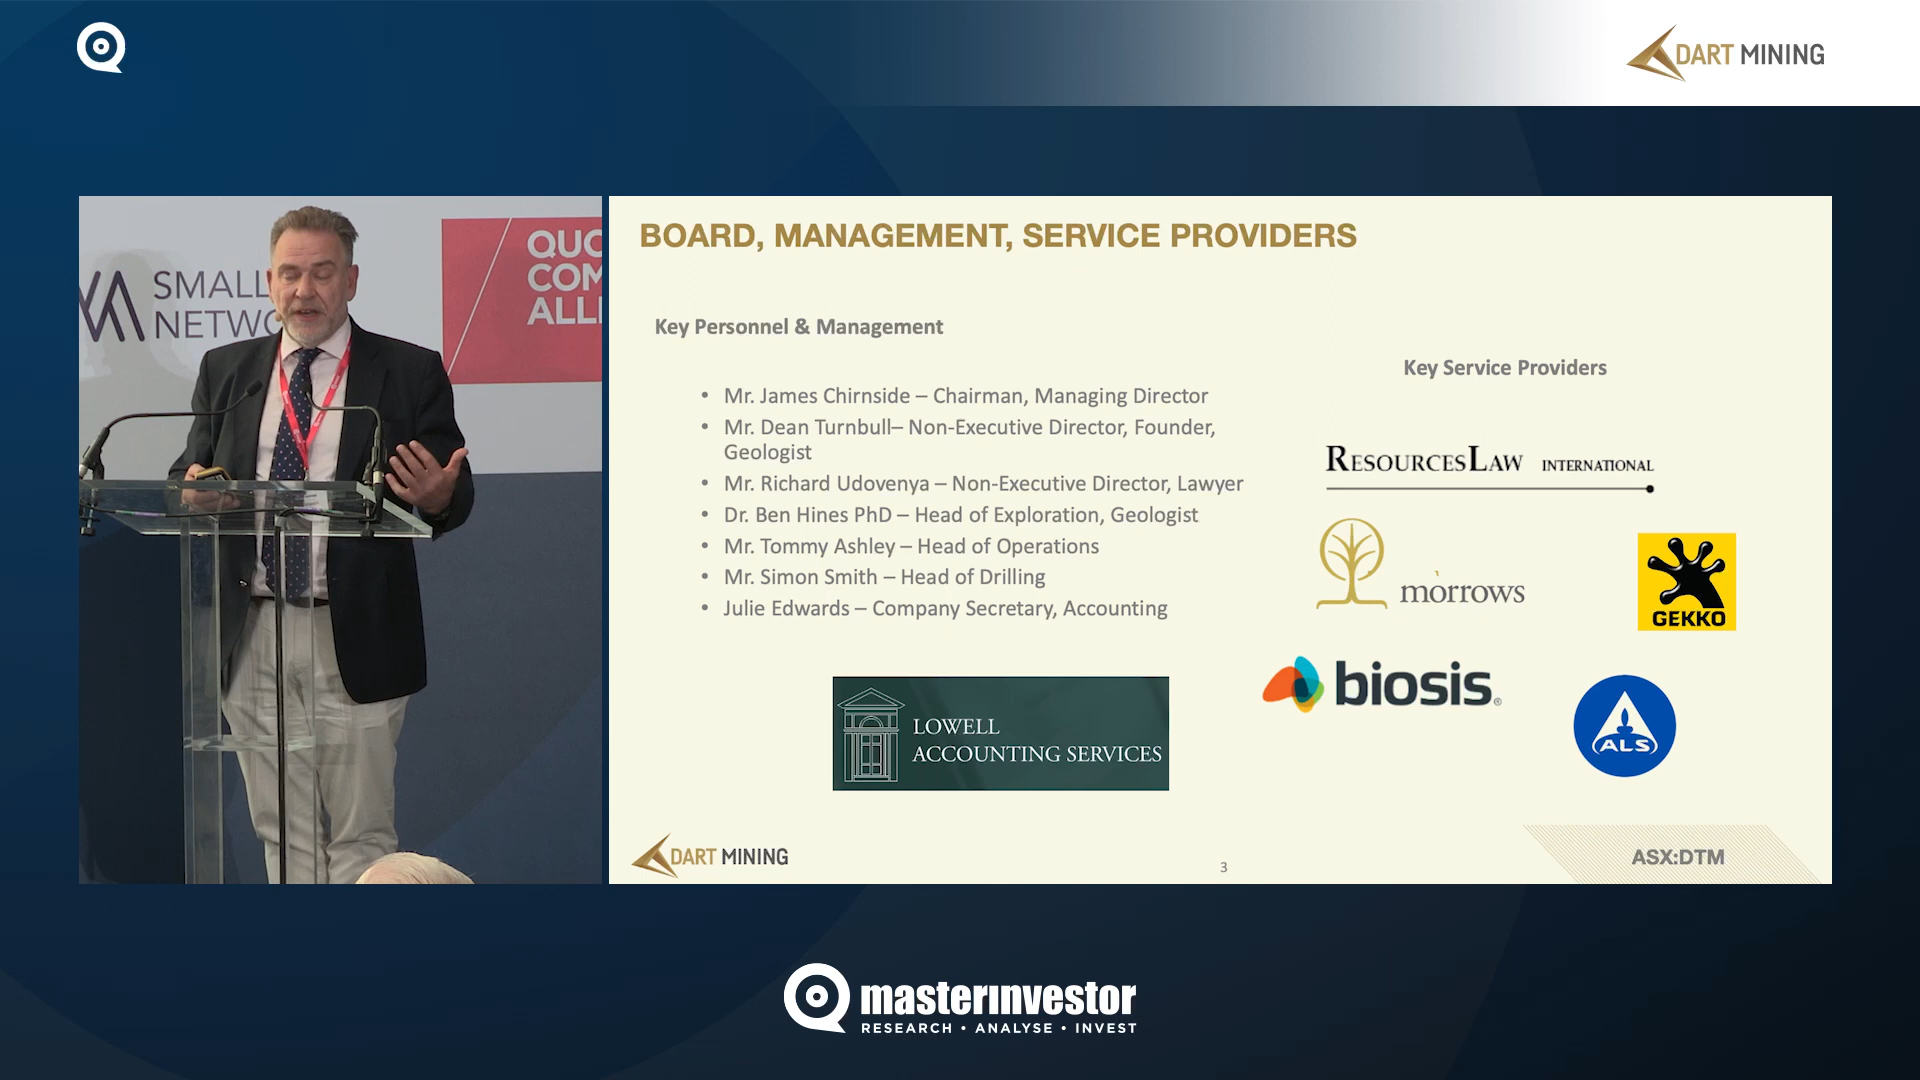 DART MINING
SMALL
NETWO
QUO
COM
ALLI
BOARD, MANAGEMENT, SERVICE PROVIDERS
Key Personnel & Management
• Mr. James Chirnside – Chairman, Managing Director
• Mr. Dean Turnbull– Non-Executive Director, Founder,
Geologist
• Mr. Richard Udovenya – Non-Executive Director, Lawyer
• Dr. Ben Hines PhD – Head of Exploration, Geologist
• Mr. Tommy Ashley – Head of Operations
• Mr. Simon Smith – Head of Drilling
• Julie Edwards – Company Secretary, Accounting
Key Service Providers
RESOURCESLAW INTERNATIONAL
morrows
GEKKO
biosis®
ALS
LOWELL
ACCOUNTING SERVICES
DART MINING
3
ASX:DTM
masterinvestor
RESEARCH • ANALYSE • INVEST